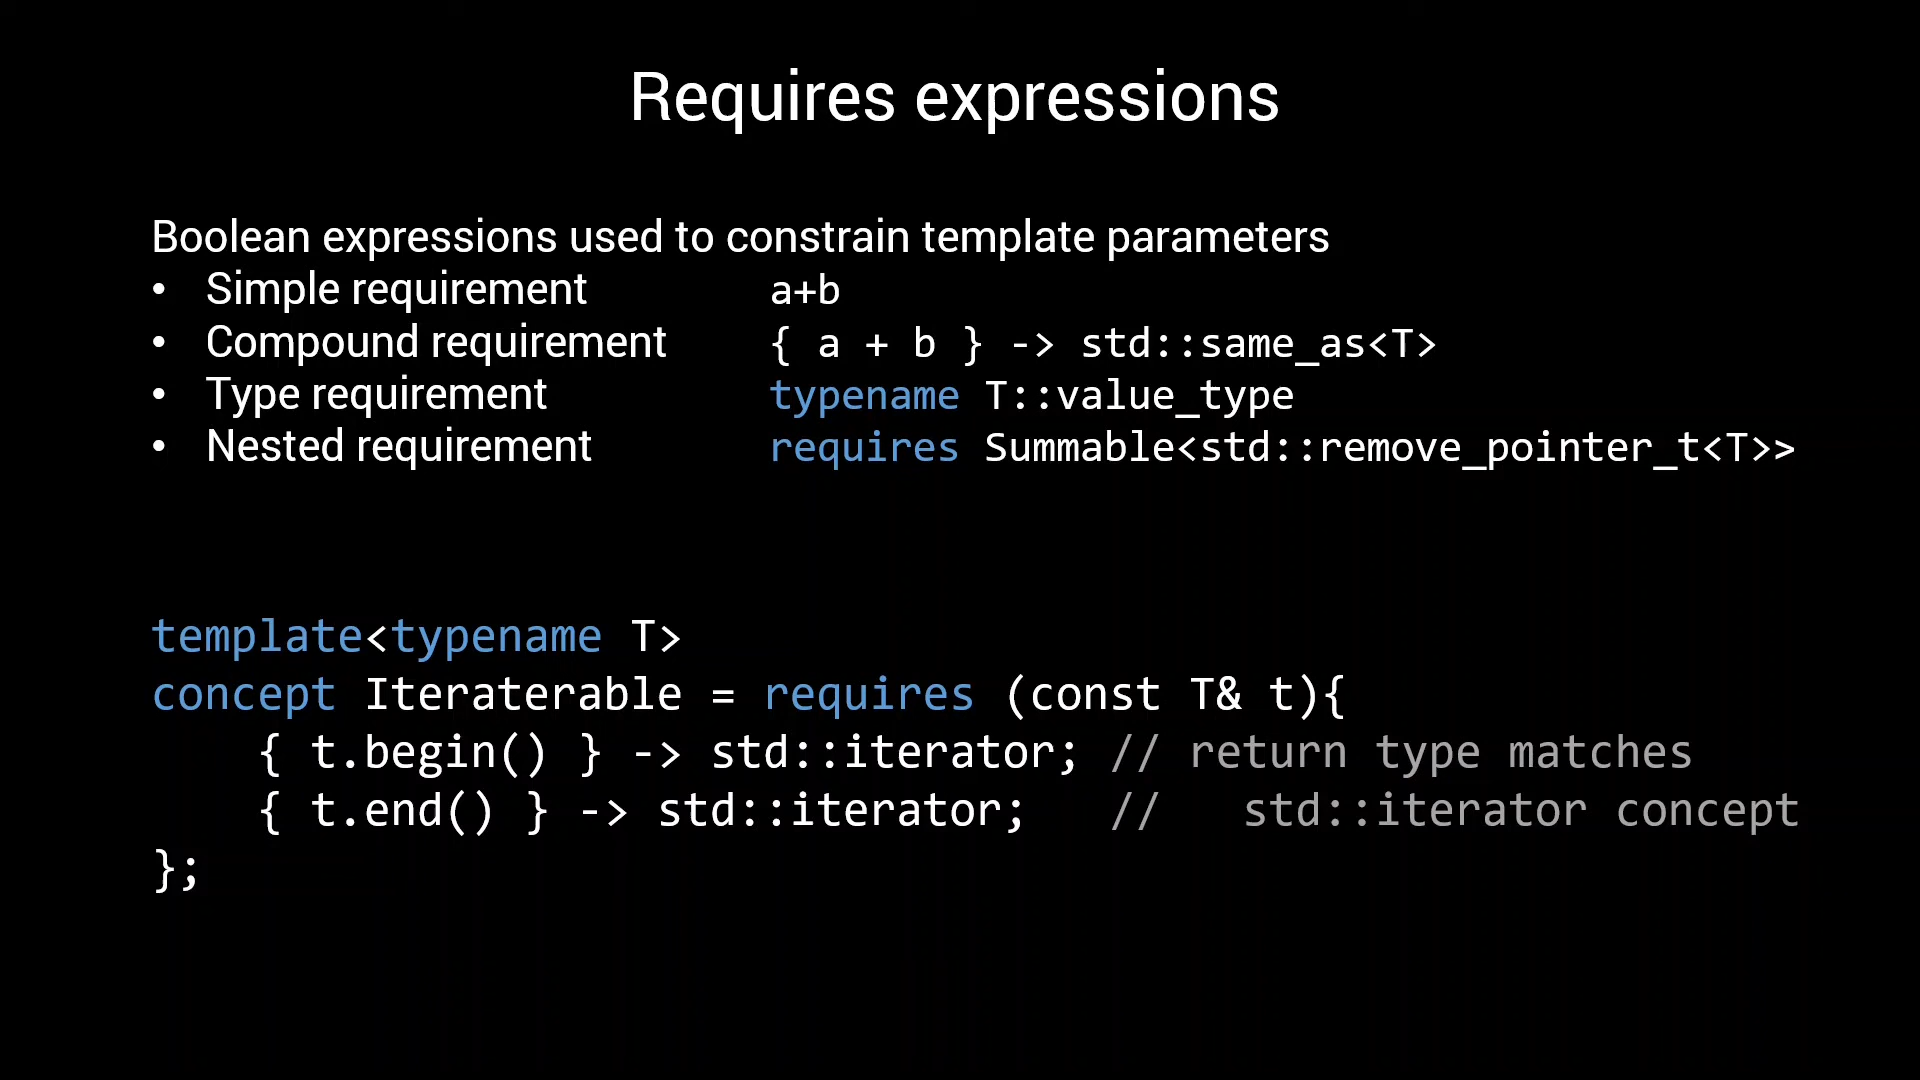 Requires expressions
Boolean expressions used to constrain template parameters
• Simple requirement a+b
• Compound requirement { a + b } -> std::same_as<T>
• Type requirement typename T::value_type
• Nested requirement requires Summable<std::remove_pointer_t<T>>
template<typename T>
concept Iteraterable = requires (const T& t){
    { t.begin() } -> std::iterator; // return type matches
    { t.end() } -> std::iterator;   //   std::iterator concept
};